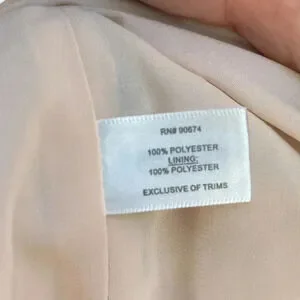 RN# 90674
100% POLYESTER
LINING:
100% POLYESTER
EXCLUSIVE OF TRIMS